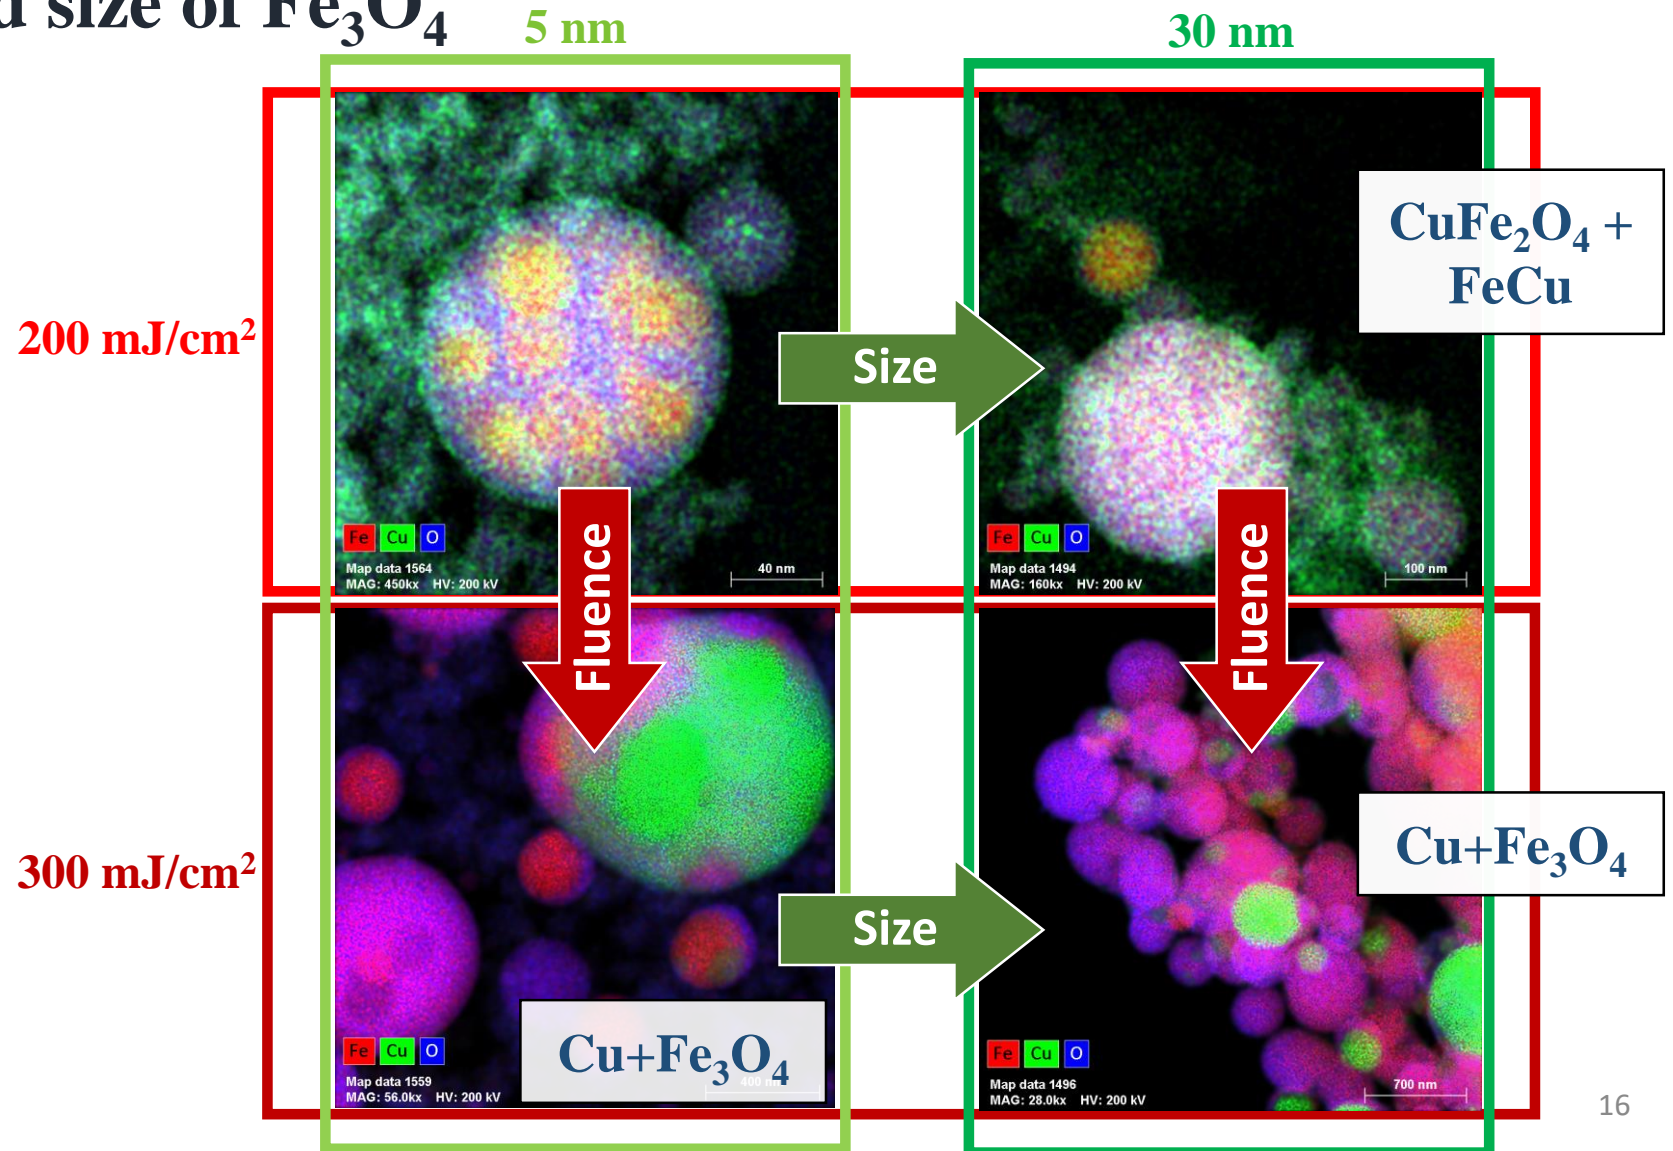 size of Fe₃O₄
5 nm
30 nm
200 mJ/cm²
300 mJ/cm²
CuFe₂O₄ +
FeCu
Size
Fluence
Fluence
Fe Cu O
Map data 1564
MAG: 450kx HV: 200 kV
40 nm
Fe Cu O
Map data 1494
MAG: 160kx HV: 200 kV
100 nm
Cu+Fe₃O₄
Size
Cu+Fe₃O₄
Fe Cu O
Map data 1559
MAG: 56.0kx HV: 200 kV
400 nm
Fe Cu O
Map data 1496
MAG: 28.0kx HV: 200 kV
700 nm
16